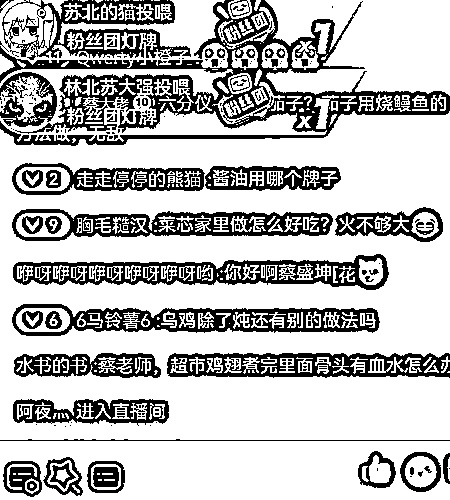 苏北的猫投喂
粉丝团灯牌
粉丝团
x1
Qwerty小橙子:
林北苏大强投喂
粉丝团灯牌
粉丝团
x1
蔡大佬 10 六分仪 茄子？茄子用烧鳗鱼的
方法做，无敌
2 走走停停的熊猫:酱油用哪个牌子
9 胸毛糙汉:菜芯家里做怎么好吃？火不够大
咿呀咿呀咿呀咿呀咿呀哟:你好啊蔡盛坤[花
6 6马铃薯6:乌鸡除了炖还有别的做法吗
水书的书:蔡老师，超市鸡翅煮完里面骨头有血水怎么办
阿夜灬 进入直播间